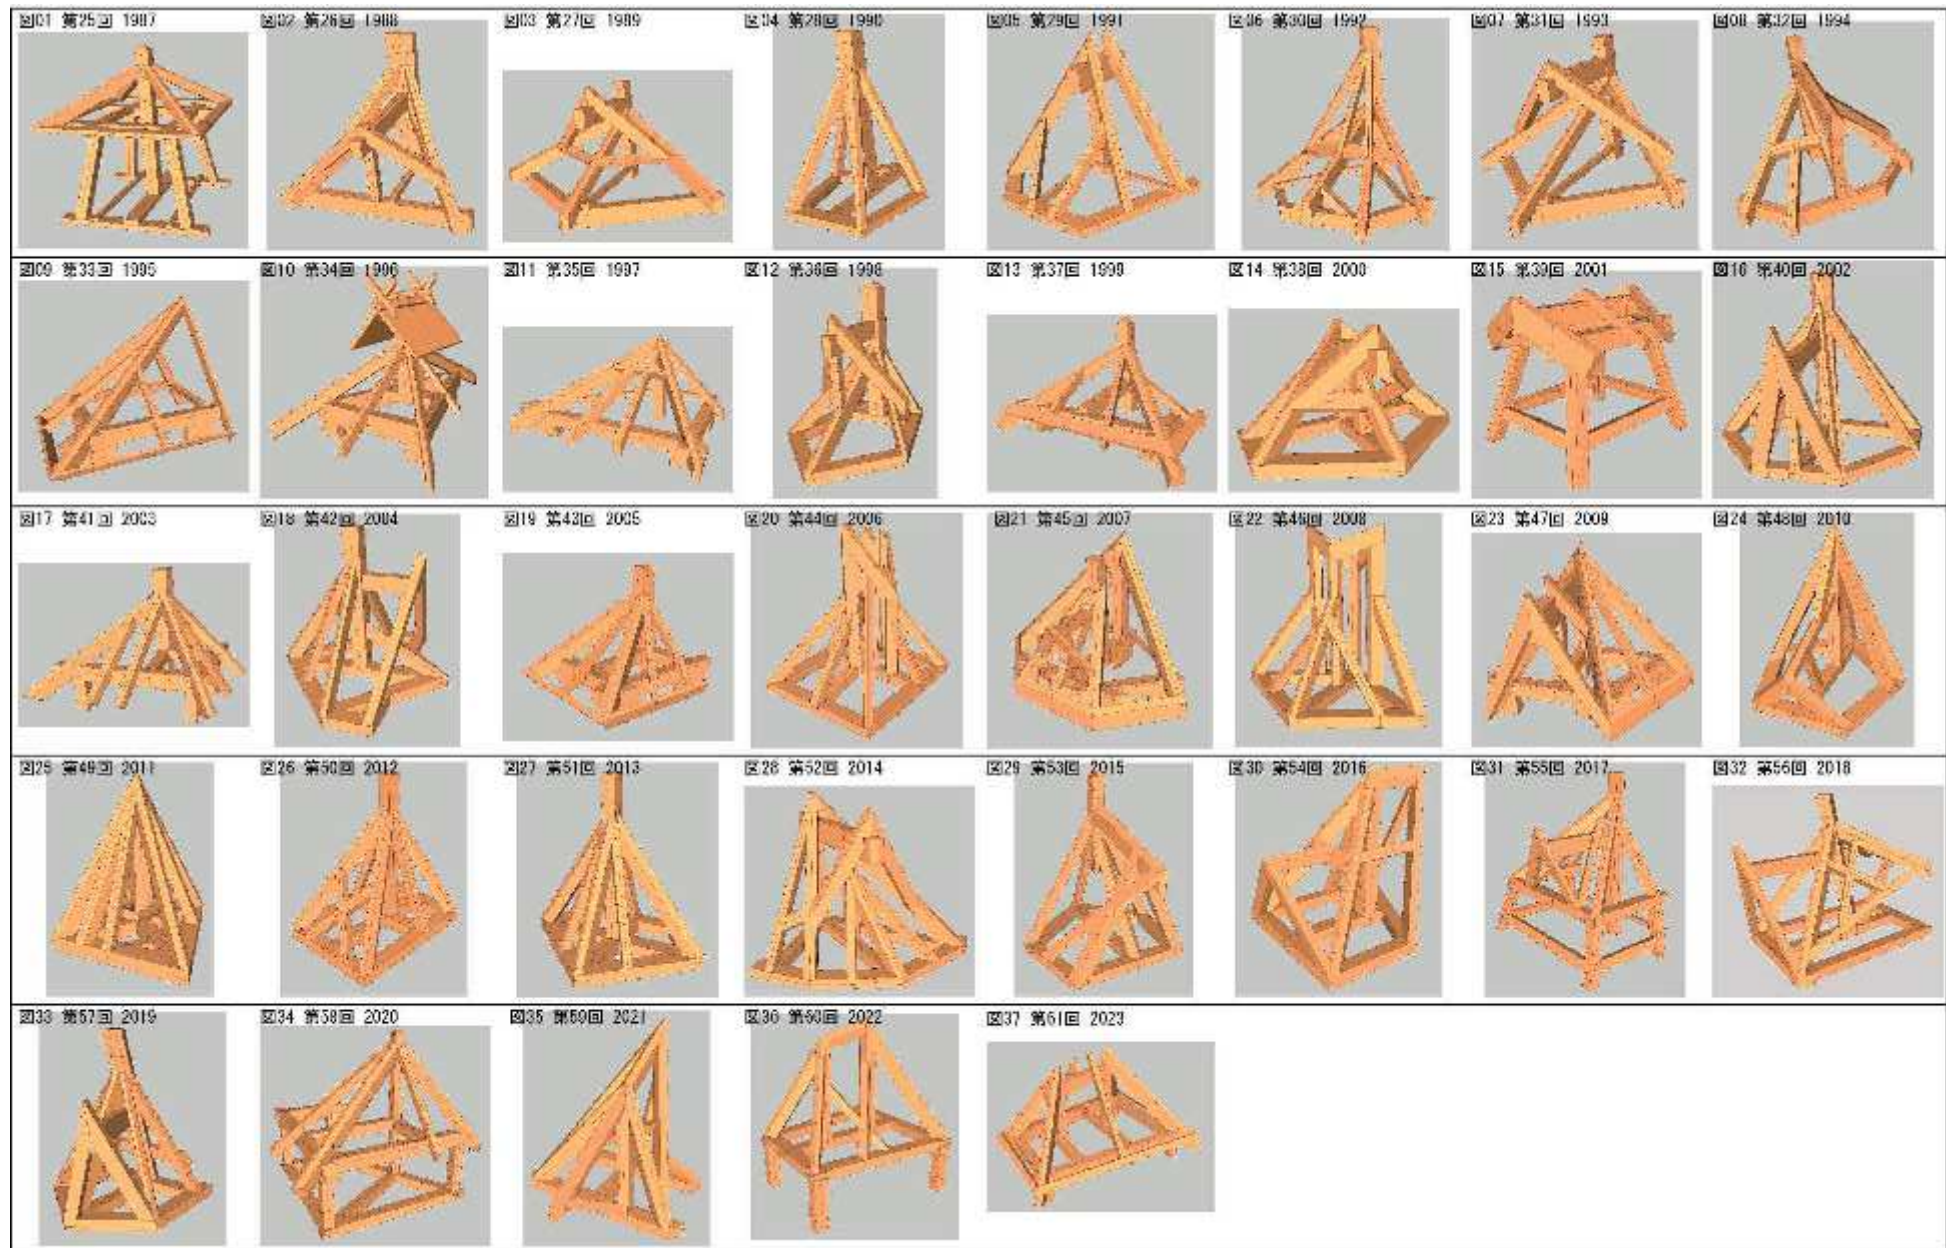 図01 第25回 1987
図02 第26回 1988
図03 第27回 1989
図04 第28回 1990
図05 第29回 1991
図06 第30回 1992
図07 第31回 1993
図08 第32回 1994
図09 第33回 1995
図10 第34回 1996
図11 第35回 1997
図12 第36回 1998
図13 第37回 1999
図14 第38回 2000
図15 第39回 2001
図16 第40回 2002
図17 第41回 2003
図18 第42回 2004
図19 第43回 2005
図20 第44回 2006
図21 第45回 2007
図22 第46回 2008
図23 第47回 2009
図24 第48回 2010
図25 第49回 2011
図26 第50回 2012
図27 第51回 2013
図28 第52回 2014
図29 第53回 2015
図30 第54回 2016
図31 第55回 2017
図32 第56回 2018
図33 第57回 2019
図34 第58回 2020
図35 第59回 2021
図36 第60回 2022
図37 第61回 2023